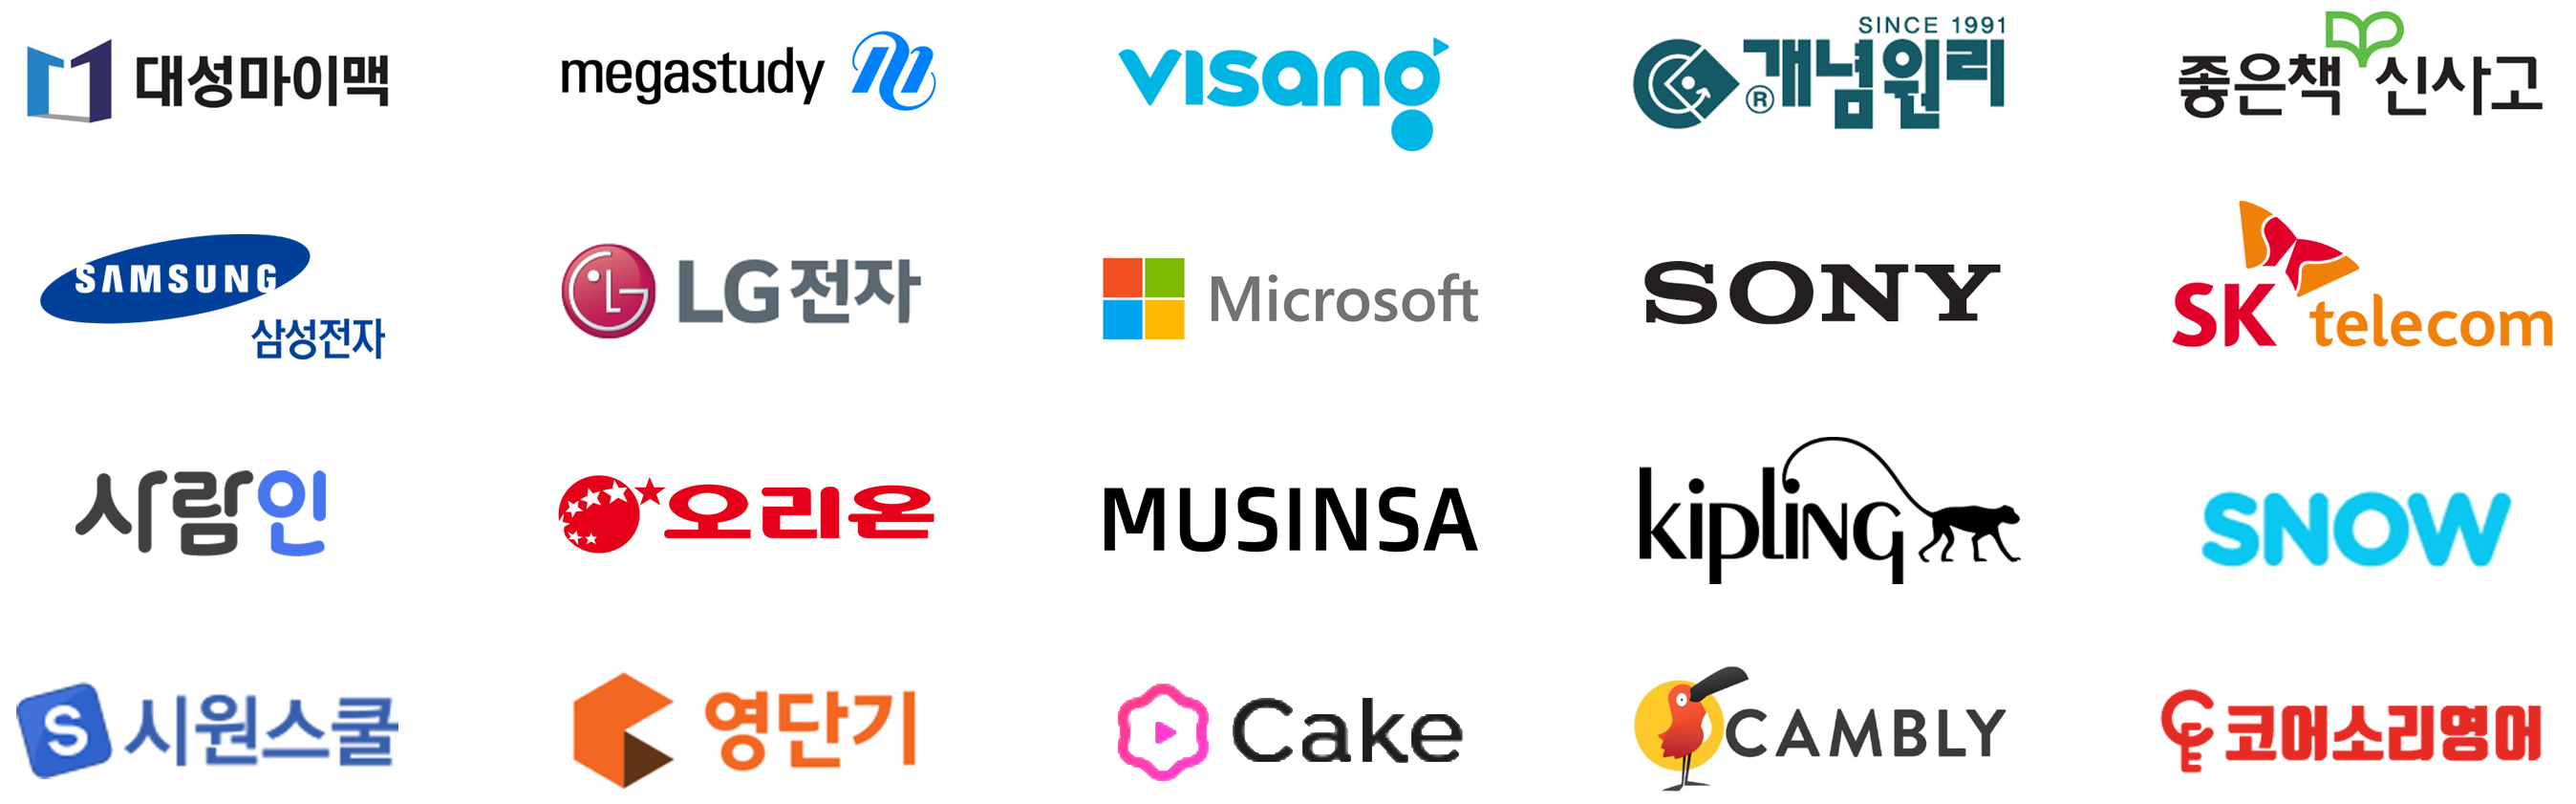 대성마이맥
megastudy
visang
SINCE 1991
® 개념원리
좋은책 신사고
SAMSUNG
삼성전자
LG전자
Microsoft
SONY
SK telecom
사람인
오리온
MUSINSA
kipling
SNOW
S 시원스쿨
영단기
Cake
CAMBLY
코어소리영어